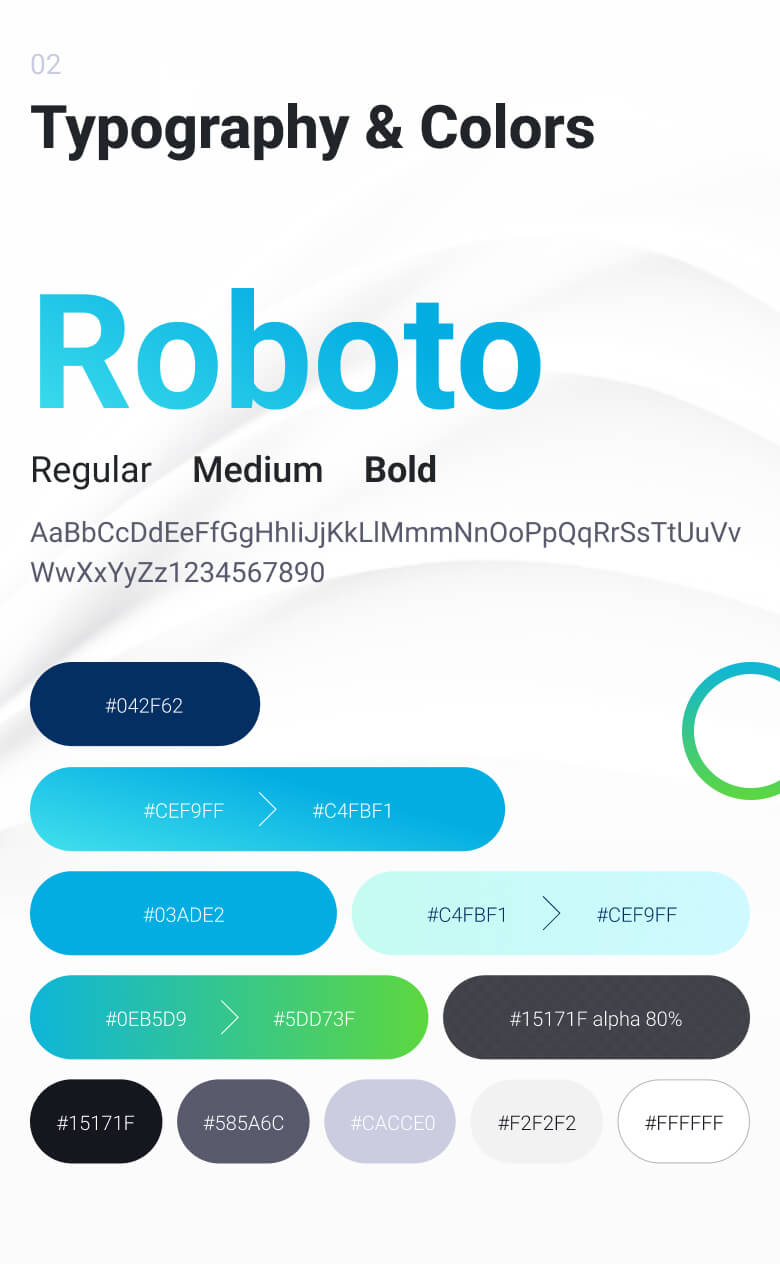 02
Typography & Colors
Roboto
Regular Medium Bold
AaBbCcDdEeFfGgHhIiJjKkLlMmmNnOoPpQqRrSsTtUuVv
WwXxYyZz1234567890
#042F62
#CEF9FF #C4FBF1
#03ADE2 #C4FBF1 #CEF9FF
#0EB5D9 #5DD73F #15171F alpha 80%
#15171F #585A6C #CACCE0 #F2F2F2 #FFFFFF